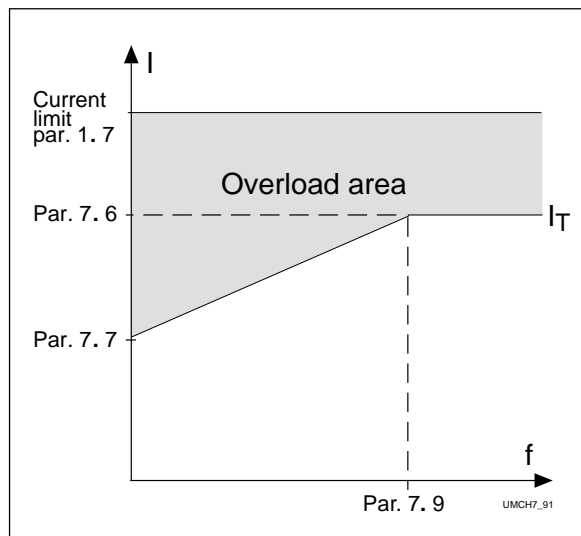 I
Current
limit
par. 1. 7
Overload area
Par. 7. 6
IT
Par. 7. 7
f
Par. 7. 9
UMCH7_91